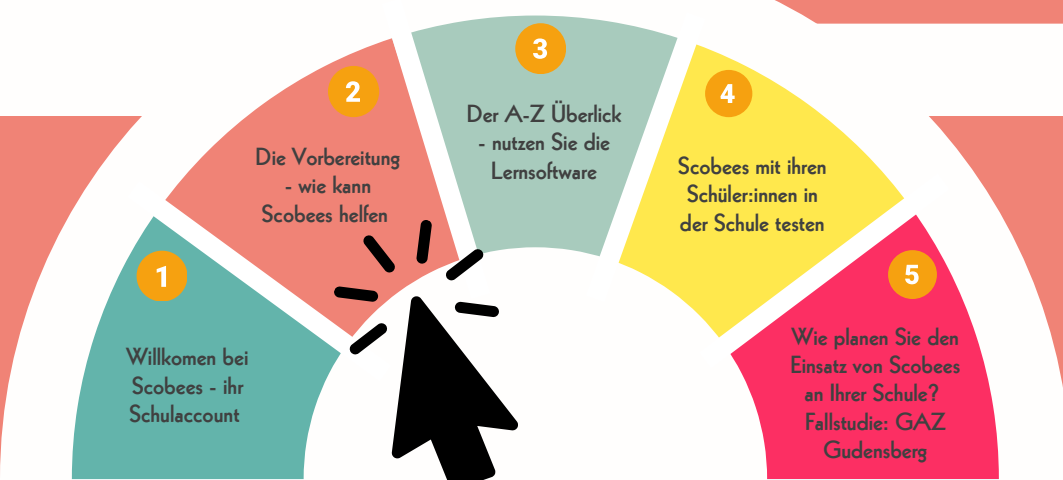 1
Willkomen bei
Scobees - ihr
Schulaccount
2
Die Vorbereitung
- wie kann
Scobees helfen
3
Der A-Z Überlick
- nutzen Sie die
Lernsoftware
4
Scobees mit ihren
Schüler:innen in
der Schule testen
5
Wie planen Sie den
Einsatz von Scobees
an Ihrer Schule?
Fallstudie: GAZ
Gudensberg